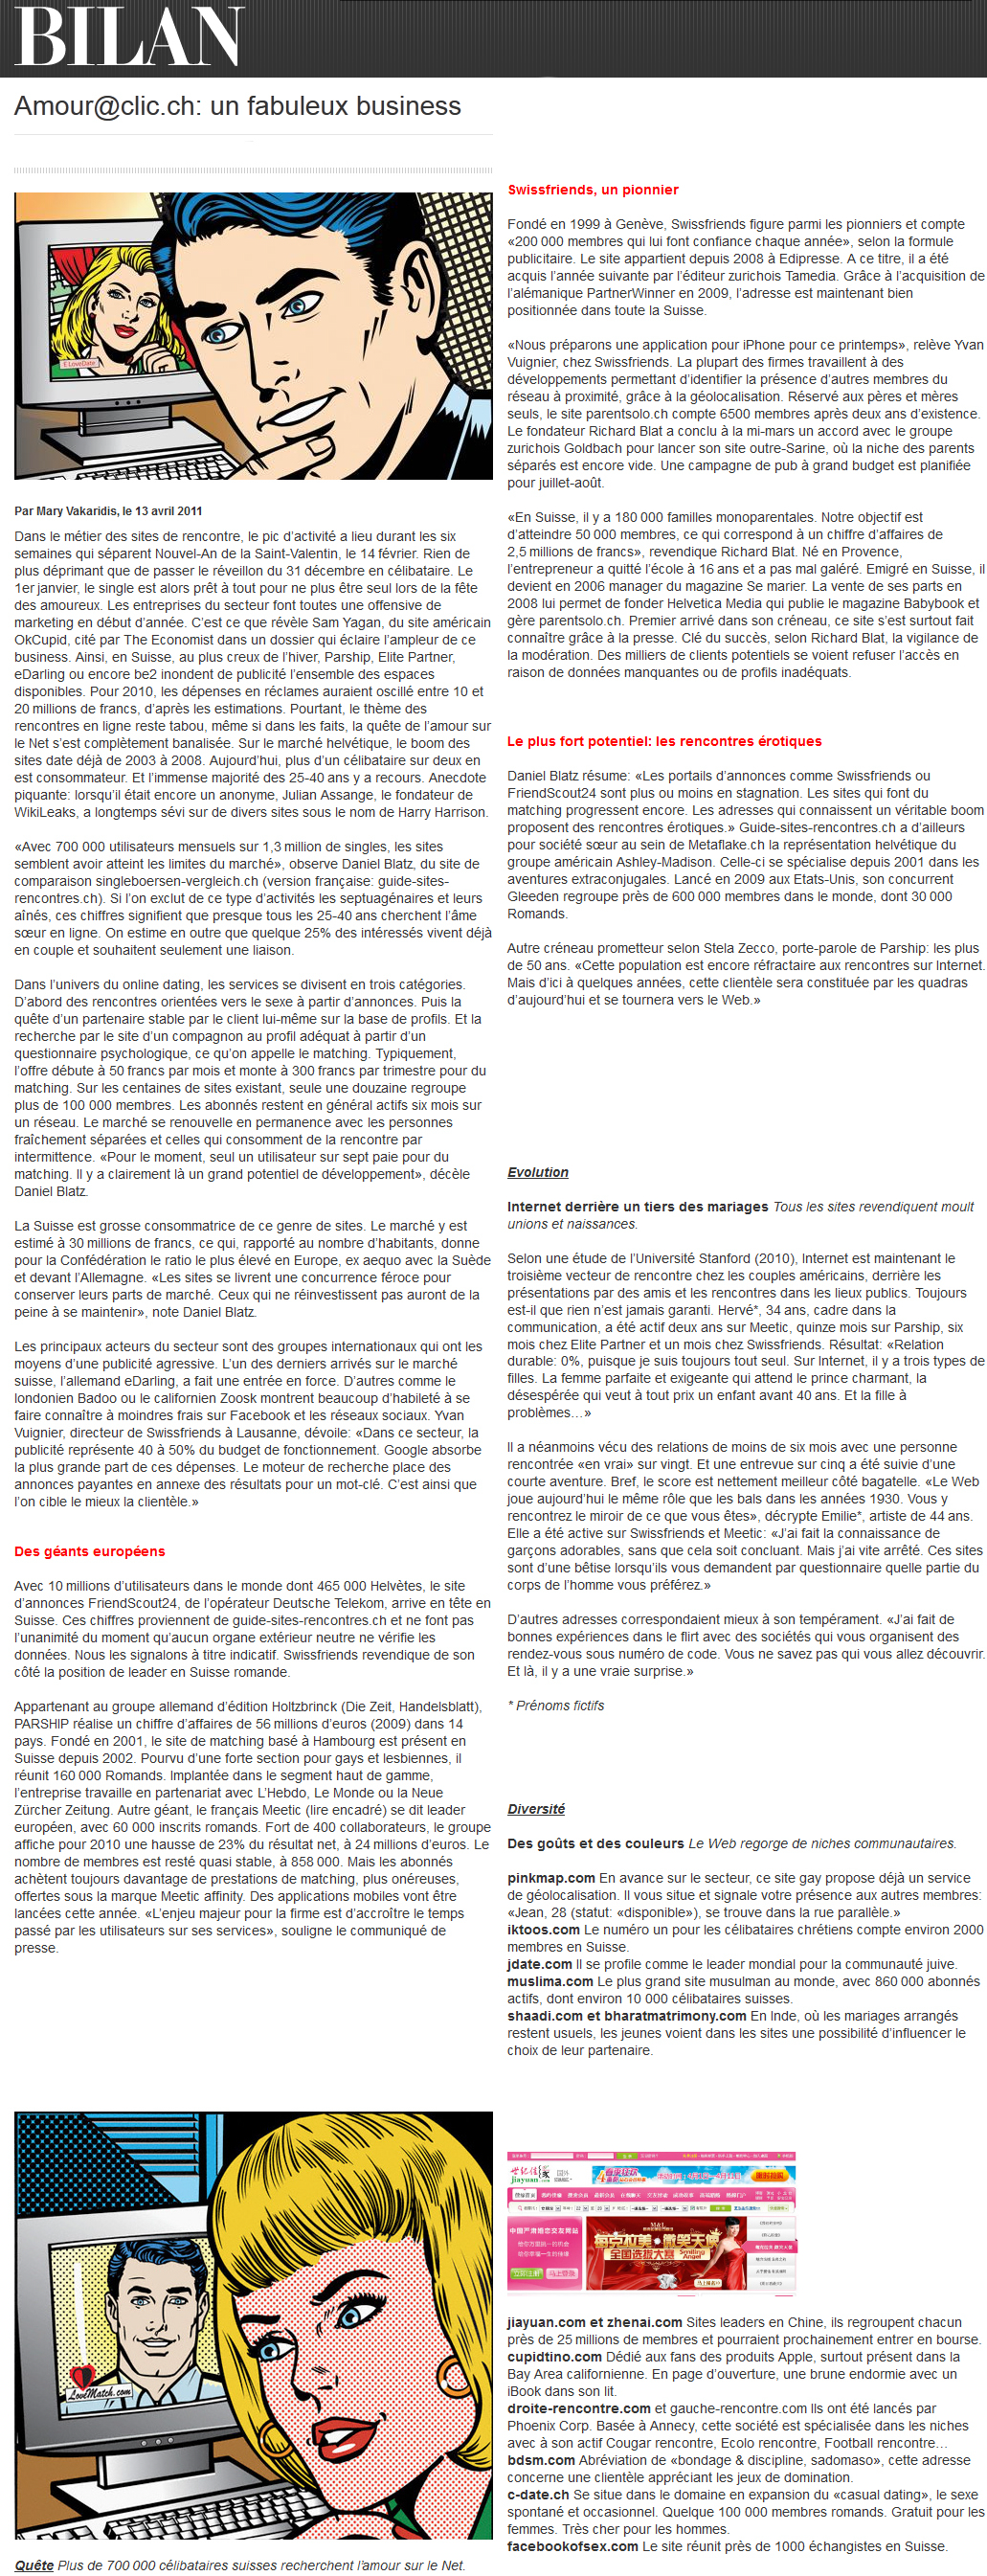 BILAN
Amour@clic.ch: un fabuleux business
E LoveDate
Par Mary Vakaridis, le 13 avril 2011
Dans le métier des sites de rencontre, le pic d'activité a lieu durant les six
semaines qui séparent Nouvel-An de la Saint-Valentin, le 14 février. Rien de
plus déprimant que de passer le réveillon du 31 décembre en célibataire. Le
1er janvier, le single est alors prêt à tout pour ne plus être seul lors de la fête
des amoureux. Les entreprises du secteur font toutes une offensive de
marketing en début d'année. C'est ce que révèle Sam Yagan, du site américain
OkCupid, cité par The Economist dans un dossier qui éclaire l'ampleur de ce
business. Ainsi, en Suisse, au plus creux de l'hiver, Parship, Elite Partner,
eDarling ou encore be2 inondent de publicité l'ensemble des espaces
disponibles. Pour 2010, les dépenses en réclames auraient oscillé entre 10 et
20 millions de francs, d'après les estimations. Pourtant, le thème des
rencontres en ligne reste tabou, même si dans les faits, la quête de l'amour sur
le Net s'est complètement banalisée. Sur le marché helvétique, le boom des
sites date déjà de 2003 à 2008. Aujourd'hui, plus d'un célibataire sur deux en
est consommateur. Et l'immense majorité des 25-40 ans y a recours. Anecdote
piquante: lorsqu'il était encore un anonyme, Julian Assange, le fondateur de
WikiLeaks, a longtemps sévi sur de divers sites sous le nom de Harry Harrison.
«Avec 700 000 utilisateurs mensuels sur 1,3 million de singles, les sites
semblent avoir atteint les limites du marché», observe Daniel Blatz, du site de
comparaison singleboersen-vergleich.ch (version française: guide-sites-
rencontres.ch). Si l'on exclut de ce type d'activités les septuagénaires et leurs
aînés, ces chiffres signifient que presque tous les 25-40 ans cherchent l'âme
sœur en ligne. On estime en outre que quelque 25% des intéressés vivent déjà
en couple et souhaitent seulement une liaison.
Dans l'univers du online dating, les services se divisent en trois catégories.
D'abord des rencontres orientées vers le sexe à partir d'annonces. Puis la
quête d'un partenaire stable par le client lui-même sur la base de profils. Et la
recherche par le site d'un compagnon au profil adéquat à partir d'un
questionnaire psychologique, ce qu'on appelle le matching. Typiquement,
l'offre débute à 50 francs par mois et monte à 300 francs par trimestre pour du
matching. Sur les centaines de sites existant, seule une douzaine regroupe
plus de 100 000 membres. Les abonnés restent en général actifs six mois sur
un réseau. Le marché se renouvelle en permanence avec les personnes
fraîchement séparées et celles qui consomment de la rencontre par
intermittence. «Pour le moment, seul un utilisateur sur sept paie pour du
matching. Il y a clairement là un grand potentiel de développement», décèle
Daniel Blatz.
La Suisse est grosse consommatrice de ce genre de sites. Le marché y est
estimé à 30 millions de francs, ce qui, rapporté au nombre d'habitants, donne
pour la Confédération le ratio le plus élevé en Europe, ex aequo avec la Suède
et devant l'Allemagne. «Les sites se livrent une concurrence féroce pour
conserver leurs parts de marché. Ceux qui ne réinvestissent pas auront de la
peine à se maintenir», note Daniel Blatz.
Les principaux acteurs du secteur sont des groupes internationaux qui ont les
moyens d'une publicité agressive. L'un des derniers arrivés sur le marché
suisse, l'allemand eDarling, a fait une entrée en force. D'autres comme le
londonien Badoo ou le californien Zoosk montrent beaucoup d'habileté à se
faire connaître à moindres frais sur Facebook et les réseaux sociaux. Yvan
Vuignier, directeur de Swissfriends à Lausanne, dévoile: «Dans ce secteur, la
publicité représente 40 à 50% du budget de fonctionnement. Google absorbe
la plus grande part de ces dépenses. Le moteur de recherche place des
annonces payantes en annexe des résultats pour un mot-clé. C'est ainsi que
l'on cible le mieux la clientèle.»
Des géants européens
Avec 10 millions d'utilisateurs dans le monde dont 465 000 Helvètes, le site
d'annonces FriendScout24, de l'opérateur Deutsche Telekom, arrive en tête en
Suisse. Ces chiffres proviennent de guide-sites-rencontres.ch et ne font pas
l'unanimité du moment qu'aucun organe extérieur neutre ne vérifie les
données. Nous les signalons à titre indicatif. Swissfriends revendique de son
côté la position de leader en Suisse romande.
Appartenant au groupe allemand d'édition Holtzbrinck (Die Zeit, Handelsblatt),
PARSHIP réalise un chiffre d'affaires de 56 millions d'euros (2009) dans 14
pays. Fondé en 2001, le site de matching basé à Hambourg est présent en
Suisse depuis 2002. Pourvu d'une forte section pour gays et lesbiennes, il
réunit 160 000 Romands. Implantée dans le segment haut de gamme,
l'entreprise travaille en partenariat avec L'Hebdo, Le Monde ou la Neue
Zürcher Zeitung. Autre géant, le français Meetic (lire encadré) se dit leader
européen, avec 60 000 inscrits romands. Fort de 400 collaborateurs, le groupe
affiche pour 2010 une hausse de 23% du résultat net, à 24 millions d'euros. Le
nombre de membres est resté quasi stable, à 858 000. Mais les abonnés
achètent toujours davantage de prestations de matching, plus onéreuses,
offertes sous la marque Meetic affinity. Des applications mobiles vont être
lancées cette année. «L'enjeu majeur pour la firme est d'accroître le temps
passé par les utilisateurs sur ses services», souligne le communiqué de
presse.
LoveMatch.com
Quête Plus de 700 000 célibataires suisses recherchent l'amour sur le Net.
Swissfriends, un pionnier
Fondé en 1999 à Genève, Swissfriends figure parmi les pionniers et compte
«200 000 membres qui lui font confiance chaque année», selon la formule
publicitaire. Le site appartient depuis 2008 à Edipresse. A ce titre, il a été
acquis l'année suivante par l'éditeur zurichois Tamedia. Grâce à l'acquisition de
l'alémanique PartnerWinner en 2009, l'adresse est maintenant bien
positionnée dans toute la Suisse.
«Nous préparons une application pour iPhone pour ce printemps», relève Yvan
Vuignier, chez Swissfriends. La plupart des firmes travaillent à des
développements permettant d'identifier la présence d'autres membres du
réseau à proximité, grâce à la géolocalisation. Réservé aux pères et mères
seuls, le site parentsolo.ch compte 6500 membres après deux ans d'existence.
Le fondateur Richard Blat a conclu à la mi-mars un accord avec le groupe
zurichois Goldbach pour lancer son site outre-Sarine, où la niche des parents
séparés est encore vide. Une campagne de pub à grand budget est planifiée
pour juillet-août.
«En Suisse, il y a 180 000 familles monoparentales. Notre objectif est
d'atteindre 50 000 membres, ce qui correspond à un chiffre d'affaires de
2,5 millions de francs», revendique Richard Blat. Né en Provence,
l'entrepreneur a quitté l'école à 16 ans et a pas mal galéré. Emigré en Suisse, il
devient en 2006 manager du magazine Se marier. La vente de ses parts en
2008 lui permet de fonder Helvetica Media qui publie le magazine Babybook et
gère parentsolo.ch. Premier arrivé dans son créneau, ce site s'est surtout fait
connaître grâce à la presse. Clé du succès, selon Richard Blat, la vigilance de
la modération. Des milliers de clients potentiels se voient refuser l'accès en
raison de données manquantes ou de profils inadéquats.
Le plus fort potentiel: les rencontres érotiques
Daniel Blatz résume: «Les portails d'annonces comme Swissfriends ou
FriendScout24 sont plus ou moins en stagnation. Les sites qui font du
matching progressent encore. Les adresses qui connaissent un véritable boom
proposent des rencontres érotiques.» Guide-sites-rencontres.ch a d'ailleurs
pour société sœur au sein de Metaflake.ch la représentation helvétique du
groupe américain Ashley-Madison. Celle-ci se spécialise depuis 2001 dans les
aventures extraconjugales. Lancé en 2009 aux Etats-Unis, son concurrent
Gleeden regroupe près de 600 000 membres dans le monde, dont 30 000
Romands.
Autre créneau prometteur selon Stela Zecco, porte-parole de Parship: les plus
de 50 ans. «Cette population est encore réfractaire aux rencontres sur Internet.
Mais d'ici à quelques années, cette clientèle sera constituée par les quadras
d'aujourd'hui et se tournera vers le Web.»
Evolution
Internet derrière un tiers des mariages Tous les sites revendiquent moult
unions et naissances.
Selon une étude de l'Université Stanford (2010), Internet est maintenant le
troisième vecteur de rencontre chez les couples américains, derrière les
présentations par des amis et les rencontres dans les lieux publics. Toujours
est-il que rien n'est jamais garanti. Hervé*, 34 ans, cadre dans la
communication, a été actif deux ans sur Meetic, quinze mois sur Parship, six
mois chez Elite Partner et un mois chez Swissfriends. Résultat: «Relation
durable: 0%, puisque je suis toujours tout seul. Sur Internet, il y a trois types de
filles. La femme parfaite et exigeante qui attend le prince charmant, la
désespérée qui veut à tout prix un enfant avant 40 ans. Et la fille à
problèmes…»
Il a néanmoins vécu des relations de moins de six mois avec une personne
rencontrée «en vrai» sur vingt. Et une entrevue sur cinq a été suivie d'une
courte aventure. Bref, le score est nettement meilleur côté bagatelle. «Le Web
joue aujourd'hui le même rôle que les bals dans les années 1930. Vous y
rencontrez le miroir de ce que vous êtes», décrypte Emilie*, artiste de 44 ans.
Elle a été active sur Swissfriends et Meetic: «J'ai fait la connaissance de
garçons adorables, sans que cela soit concluant. Mais j'ai vite arrêté. Ces sites
sont d'une bêtise lorsqu'ils vous demandent par questionnaire quelle partie du
corps de l'homme vous préférez.»
D'autres adresses correspondaient mieux à son tempérament. «J'ai fait de
bonnes expériences dans le flirt avec des sociétés qui vous organisent des
rendez-vous sous numéro de code. Vous ne savez pas qui vous allez découvrir.
Et là, il y a une vraie surprise.»
* Prénoms fictifs
Diversité
Des goûts et des couleurs Le Web regorge de niches communautaires.
pinkmap.com En avance sur le secteur, ce site gay propose déjà un service
de géolocalisation. Il vous situe et signale votre présence aux autres membres:
«Jean, 28 (statut: «disponible»), se trouve dans la rue parallèle.»
iktoos.com Le numéro un pour les célibataires chrétiens compte environ 2000
membres en Suisse.
jdate.com Il se profile comme le leader mondial pour la communauté juive.
muslima.com Le plus grand site musulman au monde, avec 860 000 abonnés
actifs, dont environ 10 000 célibataires suisses.
shaadi.com et bharatmatrimony.com En Inde, où les mariages arrangés
restent usuels, les jeunes voient dans les sites une possibilité d'influencer le
choix de leur partenaire.
jiayuan.com
中国严肃婚恋交友网站
全国选拔大赛
Smiling Angel
jiayuan.com et zhenai.com Sites leaders en Chine, ils regroupent chacun
près de 25 millions de membres et pourraient prochainement entrer en bourse.
cupidtino.com Dédié aux fans des produits Apple, surtout présent dans la
Bay Area californienne. En page d'ouverture, une brune endormie avec un
iBook dans son lit.
droite-rencontre.com et gauche-rencontre.com Ils ont été lancés par
Phoenix Corp. Basée à Annecy, cette société est spécialisée dans les niches
avec à son actif Cougar rencontre, Ecolo rencontre, Football rencontre…
bdsm.com Abréviation de «bondage & discipline, sadomaso», cette adresse
concerne une clientèle appréciant les jeux de domination.
c-date.ch Se situe dans le domaine en expansion du «casual dating», le sexe
spontané et occasionnel. Quelque 100 000 membres romands. Gratuit pour les
femmes. Très cher pour les hommes.
facebookofsex.com Le site réunit près de 1000 échangistes en Suisse.